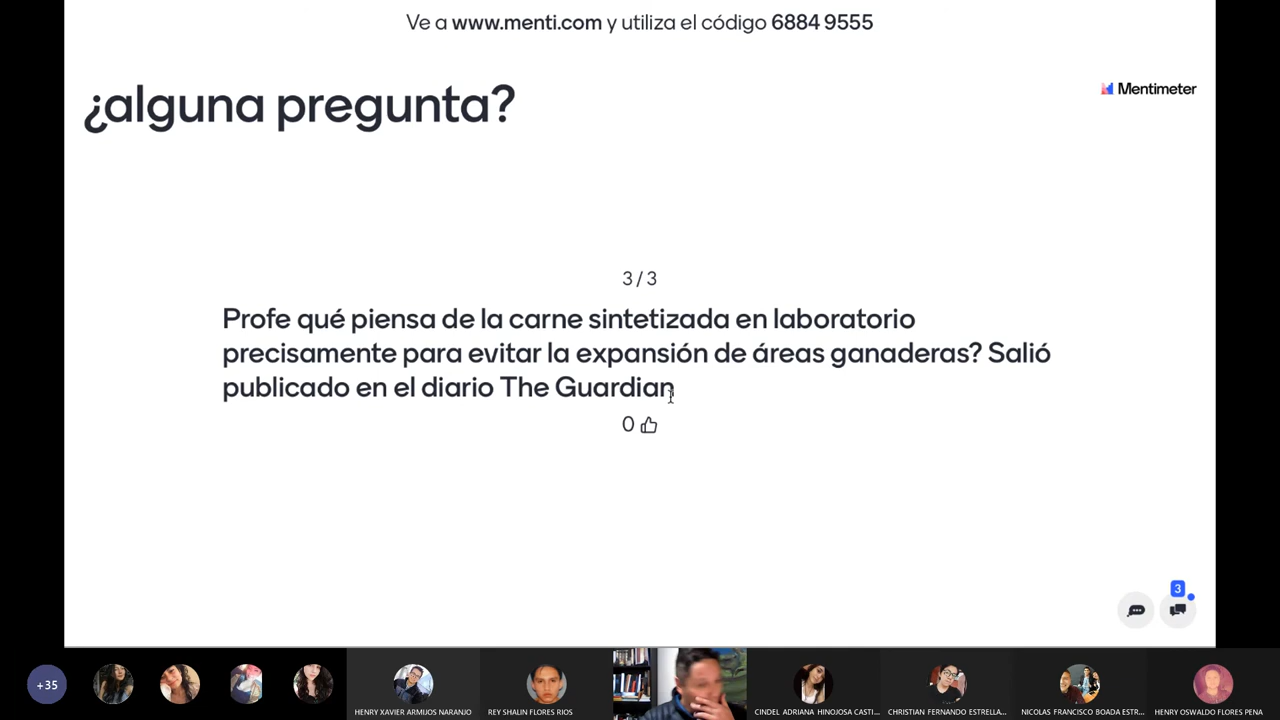 Ve a www.menti.com y utiliza el código 6884 9555
¿alguna pregunta?
Mentimeter
3 / 3
Profe qué piensa de la carne sintetizada en laboratorio
precisamente para evitar la expansión de áreas ganaderas? Salió
publicado en el diario The Guardian
0
3
+35
HENRY XAVIER ARMIJOS NARANJO
REY SHALIN FLORES RIOS
CINDEL ADRIANA HINOJOSA CASTI...
CHRISTIAN FERNANDO ESTRELLA...
NICOLAS FRANCISCO BOADA ESTR...
HENRY OSWALDO FLORES PENA